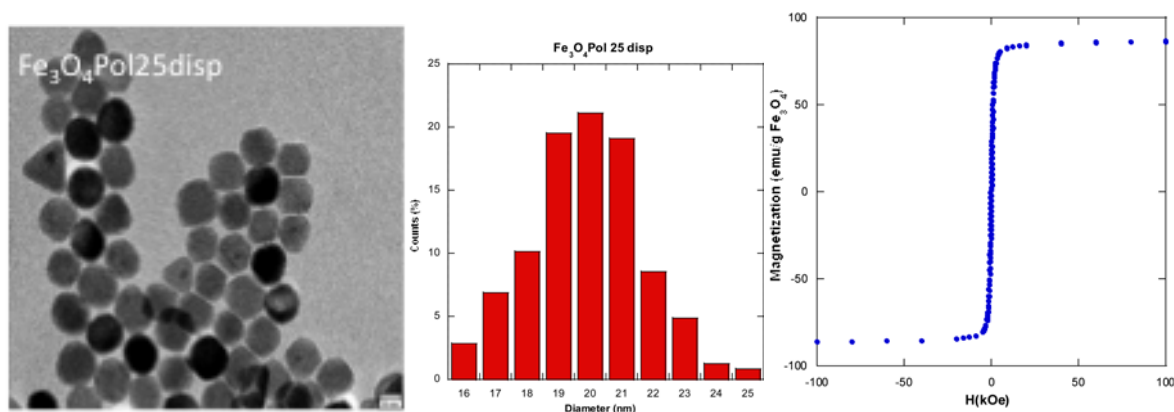 Fe₃O₄Pol25disp
Fe₃O₄Pol 25 disp
25
20
15
10
5
0
Counts (%)
16 17 18 19 20 21 22 23 24 25
Diameter (nm)
100
50
0
-50
-100
Magnetization (emu/g Fe₃O₄)
-100 -50 0 50 100
H(kOe)